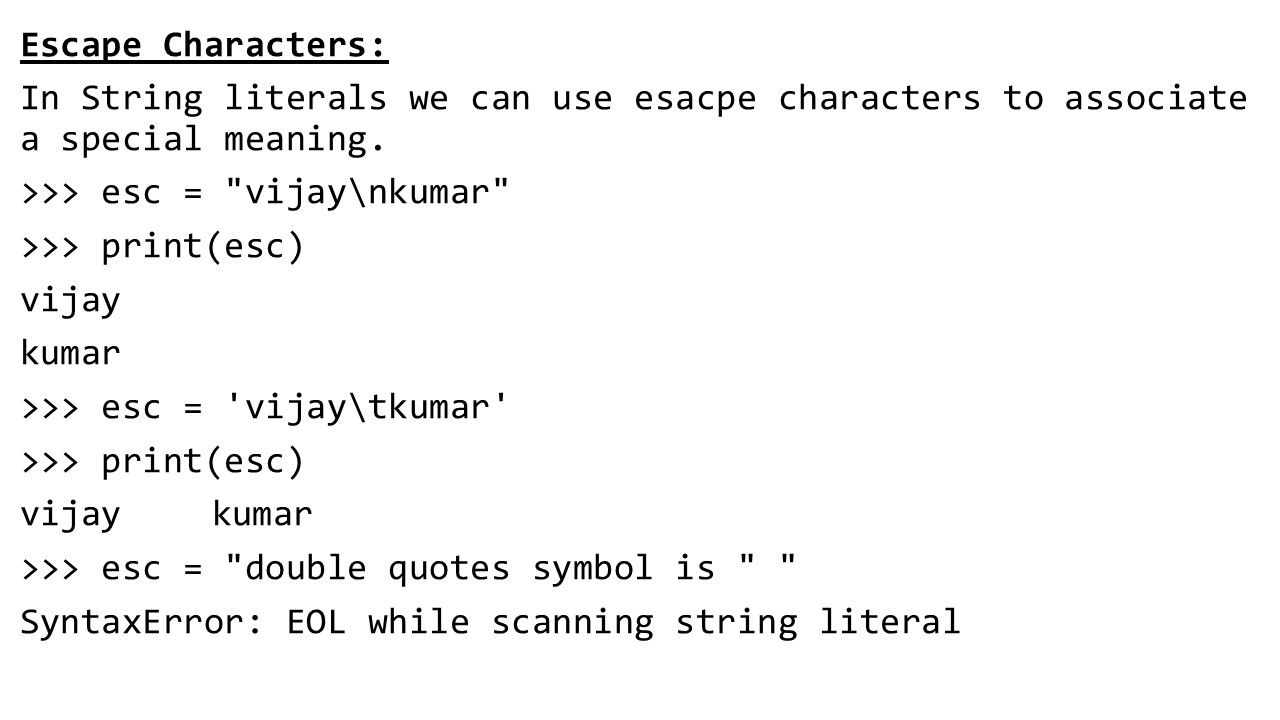 Escape Characters:
In String literals we can use esacpe characters to associate
a special meaning.
>>> esc = "vijay\nkumar"
>>> print(esc)
vijay
kumar
>>> esc = 'vijay\tkumar'
>>> print(esc)
vijay    kumar
>>> esc = "double quotes symbol is " "
SyntaxError: EOL while scanning string literal